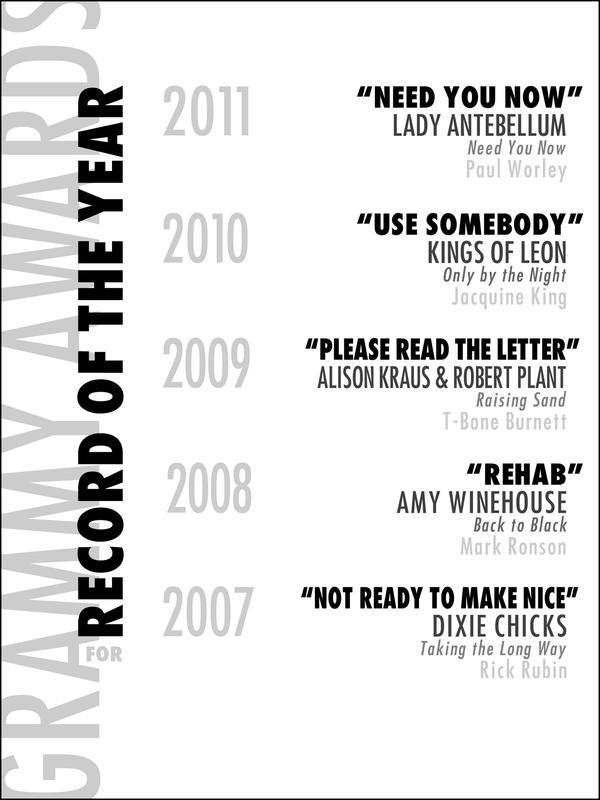 GRAMMY AWARDS
FOR
RECORD OF THE YEAR
2011
“NEED YOU NOW”
LADY ANTEBELLUM
Need You Now
Paul Worley
2010
“USE SOMEBODY”
KINGS OF LEON
Only by the Night
Jacquine King
2009
“PLEASE READ THE LETTER”
ALISON KRAUS & ROBERT PLANT
Raising Sand
T-Bone Burnett
2008
“REHAB”
AMY WINEHOUSE
Back to Black
Mark Ronson
2007
“NOT READY TO MAKE NICE”
DIXIE CHICKS
Taking the Long Way
Rick Rubin